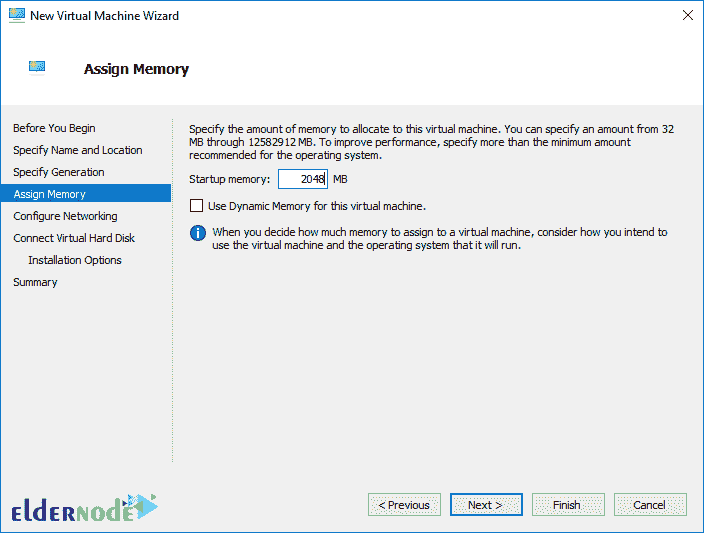 New Virtual Machine Wizard
Assign Memory
Before You Begin
Specify Name and Location
Specify Generation
Assign Memory
Configure Networking
Connect Virtual Hard Disk
Installation Options
Summary
Specify the amount of memory to allocate to this virtual machine. You can specify an amount from 32
MB through 12582912 MB. To improve performance, specify more than the minimum amount
recommended for the operating system.
Startup memory: 2048 MB
Use Dynamic Memory for this virtual machine.
When you decide how much memory to assign to a virtual machine, consider how you intend to
use the virtual machine and the operating system that it will run.
elderNode
< Previous Next > Finish Cancel